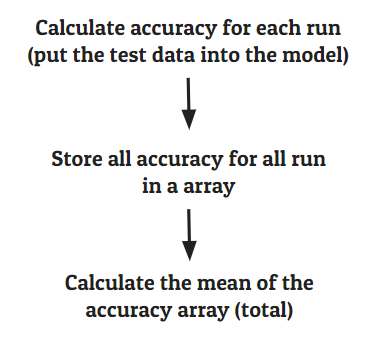 Calculate accuracy for each run
(put the test data into the model)
Store all accuracy for all run
in a array
Calculate the mean of the
accuracy array (total)